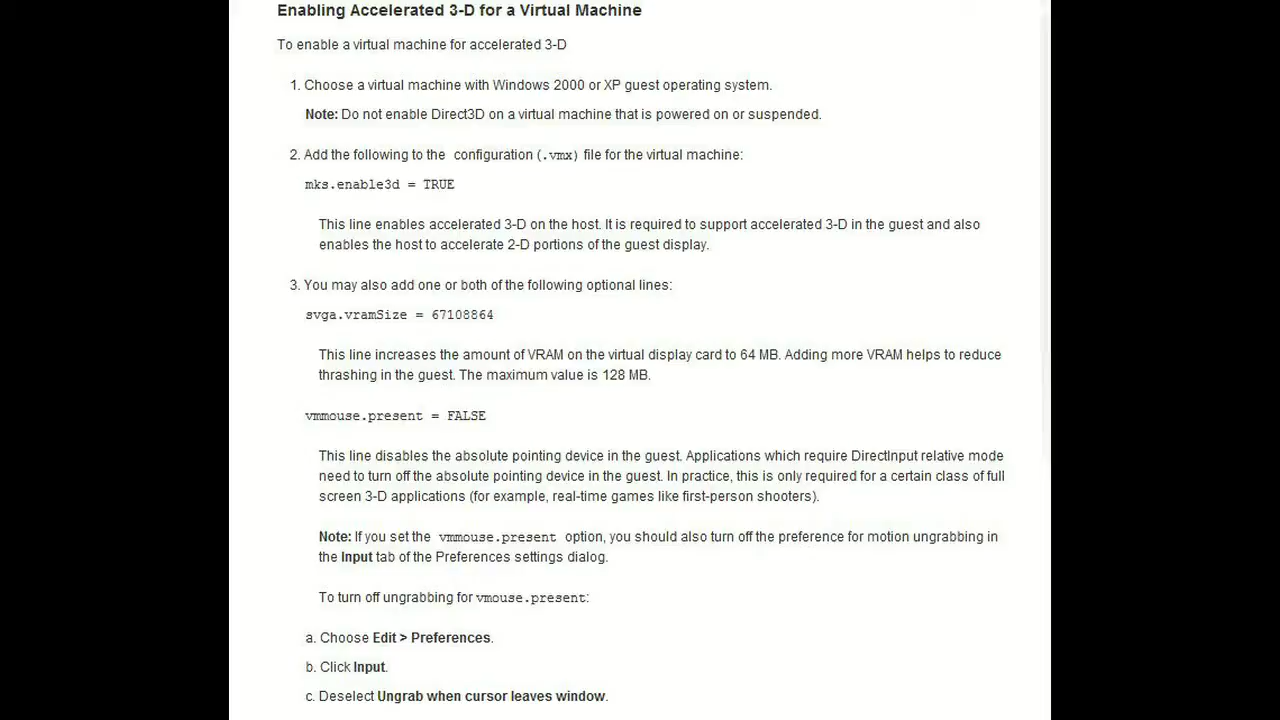 Enabling Accelerated 3-D for a Virtual Machine
To enable a virtual machine for accelerated 3-D
1. Choose a virtual machine with Windows 2000 or XP guest operating system.
Note: Do not enable Direct3D on a virtual machine that is powered on or suspended.
2. Add the following to the configuration (.vmx) file for the virtual machine:
mks.enable3d = TRUE
This line enables accelerated 3-D on the host. It is required to support accelerated 3-D in the guest and also
enables the host to accelerate 2-D portions of the guest display.
3. You may also add one or both of the following optional lines:
svga.vramSize = 67108864
This line increases the amount of VRAM on the virtual display card to 64 MB. Adding more VRAM helps to reduce
thrashing in the guest. The maximum value is 128 MB.
vmmouse.present = FALSE
This line disables the absolute pointing device in the guest. Applications which require DirectInput relative mode
need to turn off the absolute pointing device in the guest. In practice, this is only required for a certain class of full
screen 3-D applications (for example, real-time games like first-person shooters).
Note: If you set the vmmouse.present option, you should also turn off the preference for motion ungrabbing in
the Input tab of the Preferences settings dialog.
To turn off ungrabbing for vmouse.present:
a. Choose Edit > Preferences.
b. Click Input.
c. Deselect Ungrab when cursor leaves window.